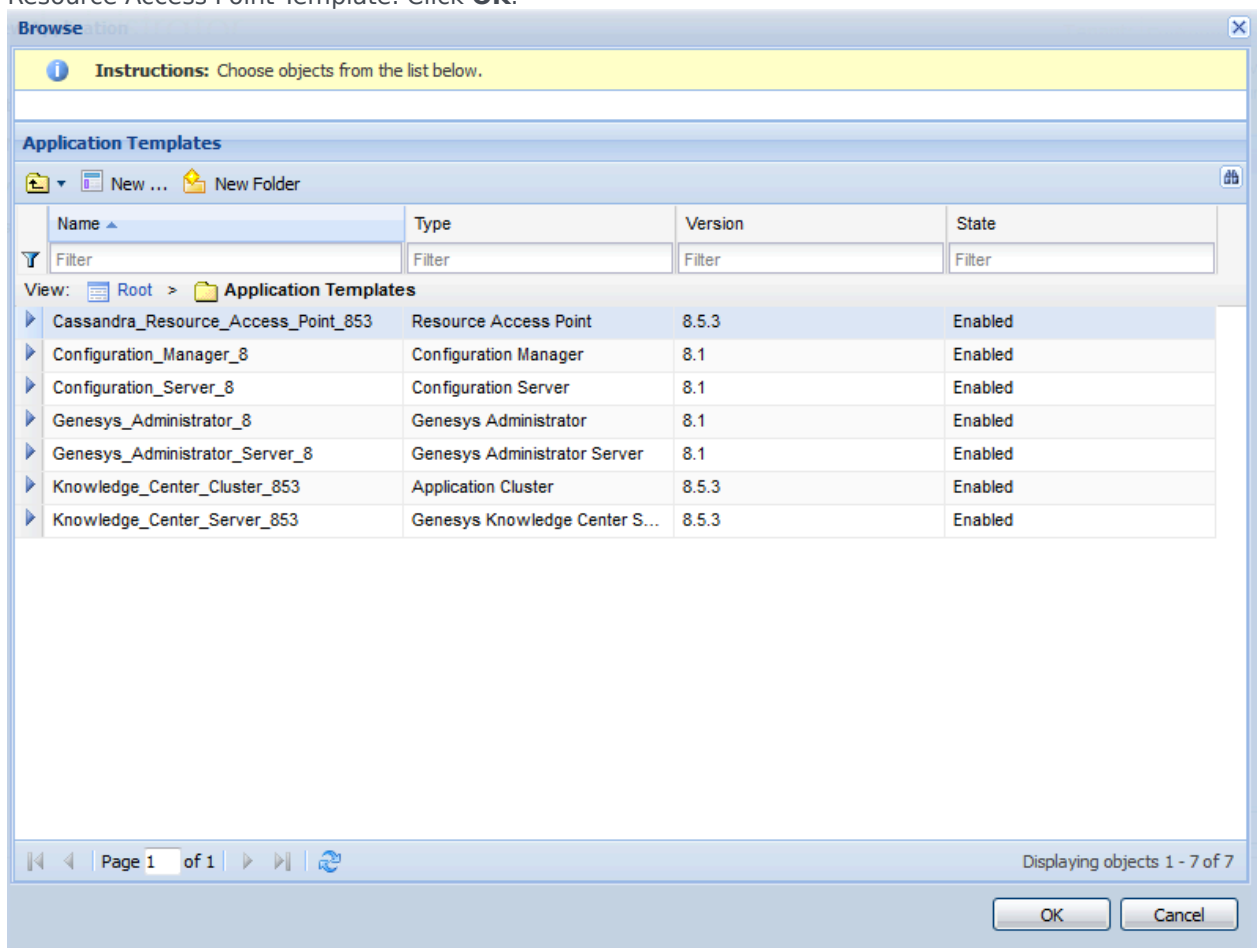 Resource Access Point Template. Click OK.
Browse
Instructions: Choose objects from the list below.
Application Templates
New ... New Folder
Name Type Version State
Filter Filter Filter Filter
View: Root > Application Templates
Cassandra_Resource_Access_Point_853 Resource Access Point 8.5.3 Enabled
Configuration_Manager_8 Configuration Manager 8.1 Enabled
Configuration_Server_8 Configuration Server 8.1 Enabled
Genesys_Administrator_8 Genesys Administrator 8.1 Enabled
Genesys_Administrator_Server_8 Genesys Administrator Server 8.1 Enabled
Knowledge_Center_Cluster_853 Application Cluster 8.5.3 Enabled
Knowledge_Center_Server_853 Genesys Knowledge Center S... 8.5.3 Enabled
Page 1 of 1 Displaying objects 1 - 7 of 7
OK Cancel